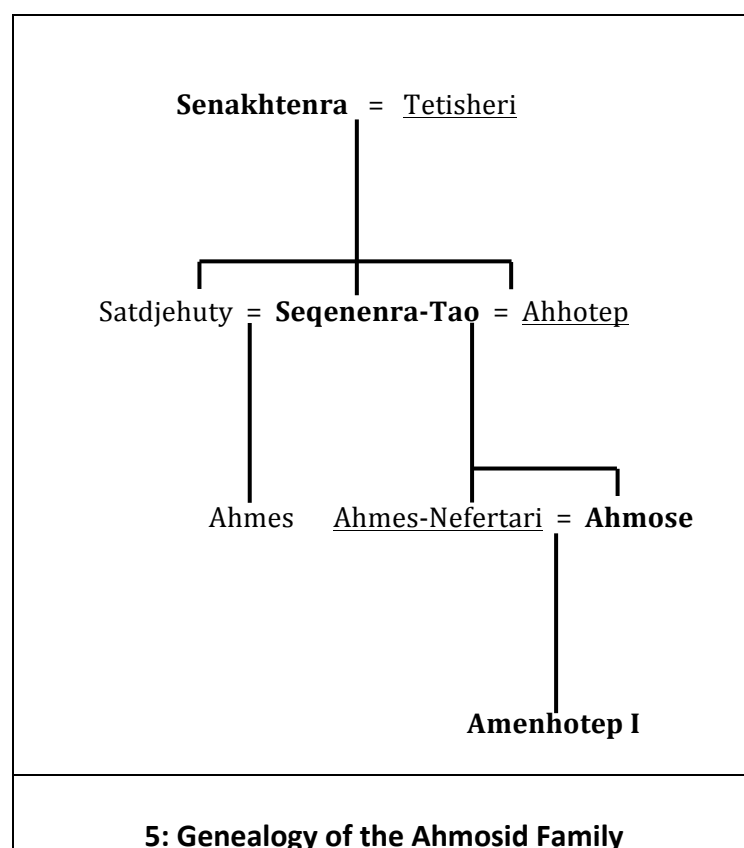 Senakhtenra = Tetisheri
Satdjehuty = Seqenenra-Tao = Ahhotep
Ahmes Ahmes-Nefertari = Ahmose
Amenhotep I
5: Genealogy of the Ahmosid Family